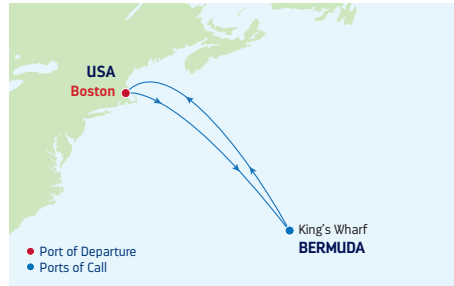 USA
Boston
King's Wharf
BERMUDA
Port of Departure
Ports of Call